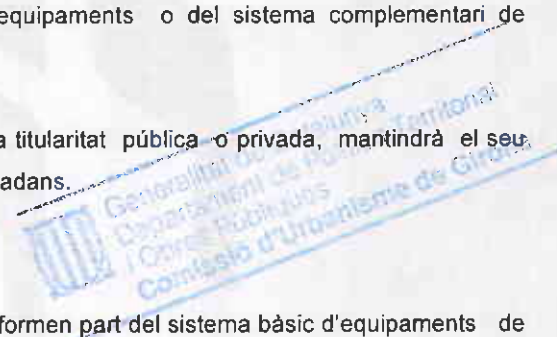 equipaments o del sistema complementari de
a titularitat pública o privada, mantindrà el seu
adans.
Generalitat de Catalunya
Departament de Política Territorial
i Obres Públiques
Comissió d'Urbanisme de Girona
formen part del sistema bàsic d'equipaments de